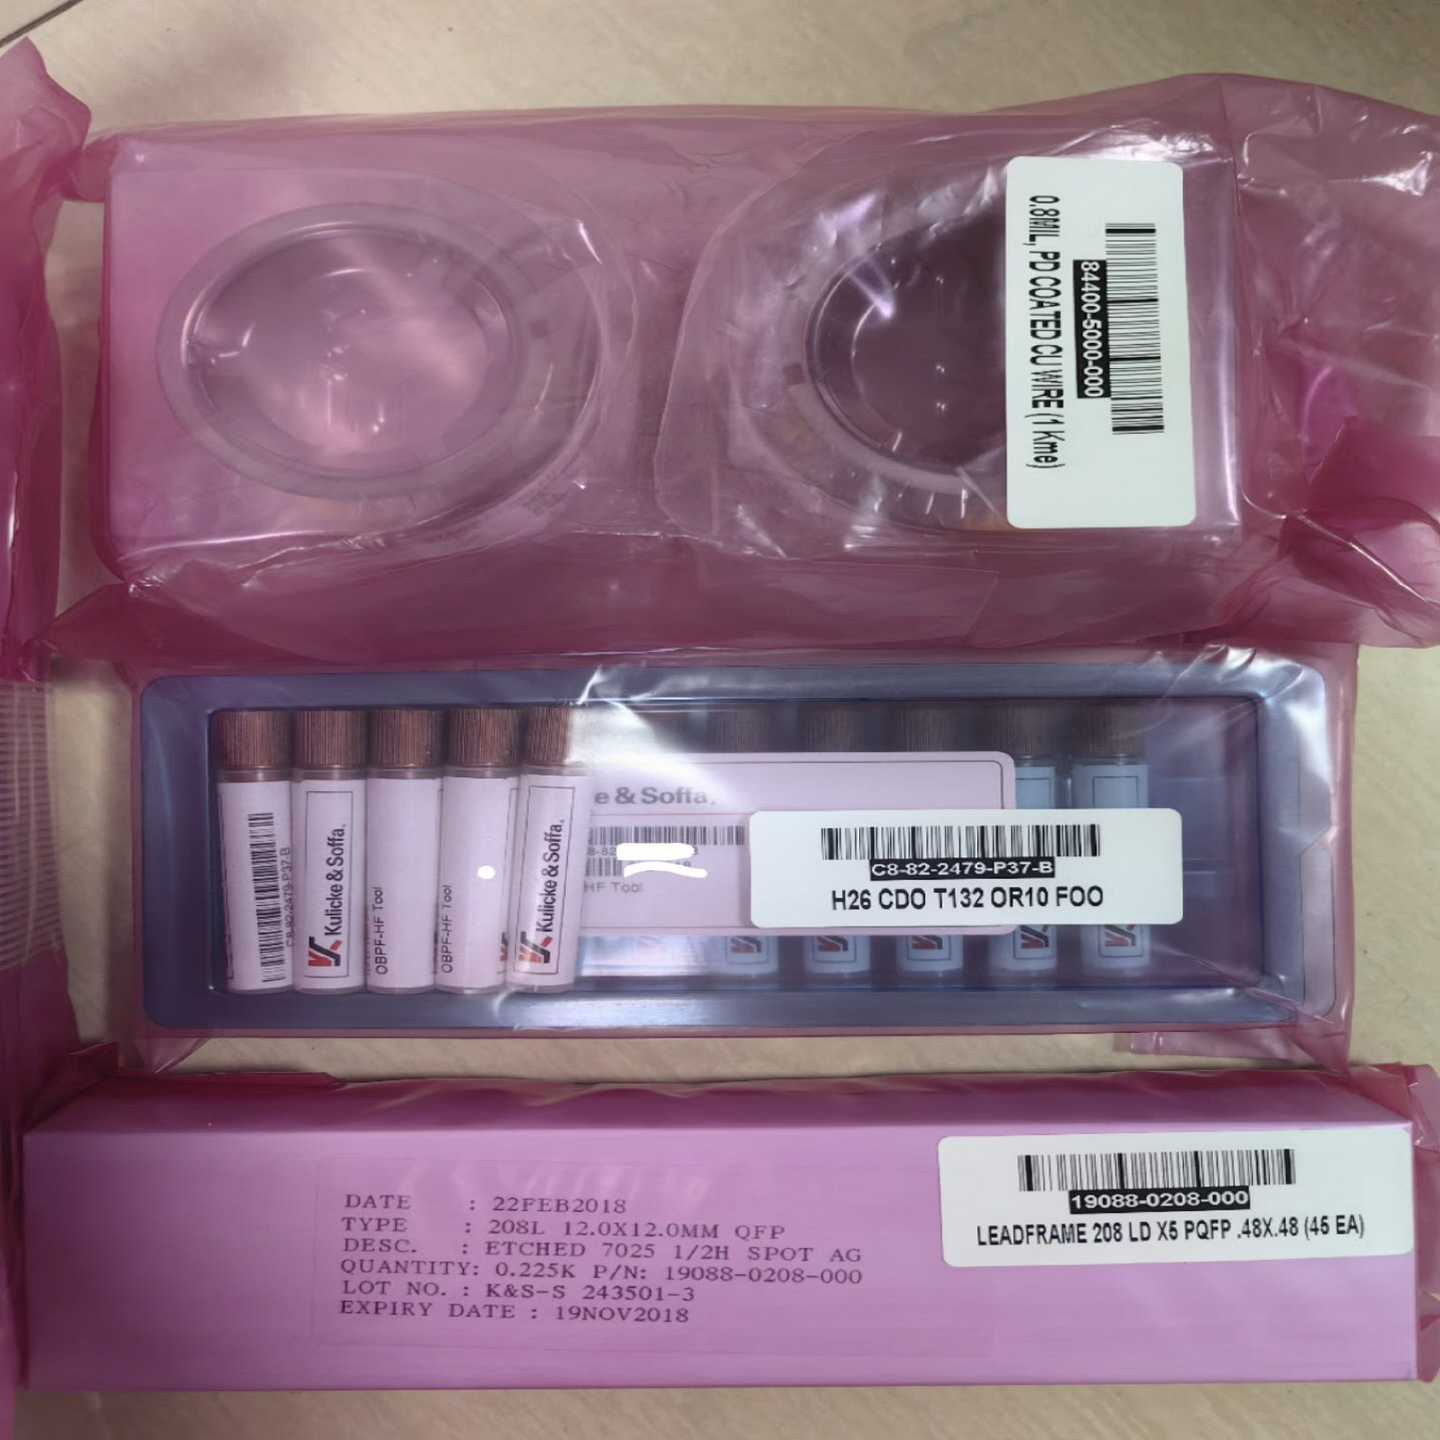 84400-5000-000
0.8MIL, PD COATED CU WIRE (1 Kme)
C8-82-2479-P37-B
Kulicke & Soffa.
OBPF-HF Tool
OBPF-HF Tool
Kulicke & Soffa.
e & Soffa.
HF Tool
C8-82-2479-P37-B
H26 CDO T132 OR10 FOO
19088-0208-000
LEADFRAME 208 LD X5 PQFP .48X.48 (45 EA)
DATE : 22FEB2018
TYPE : 208L 12.0X12.0MM QFP
DESC. : ETCHED 7025 1/2H SPOT AG
QUANTITY: 0.225K P/N: 19088-0208-000
LOT NO. : K&S-S 243501-3
EXPIRY DATE : 19NOV2018